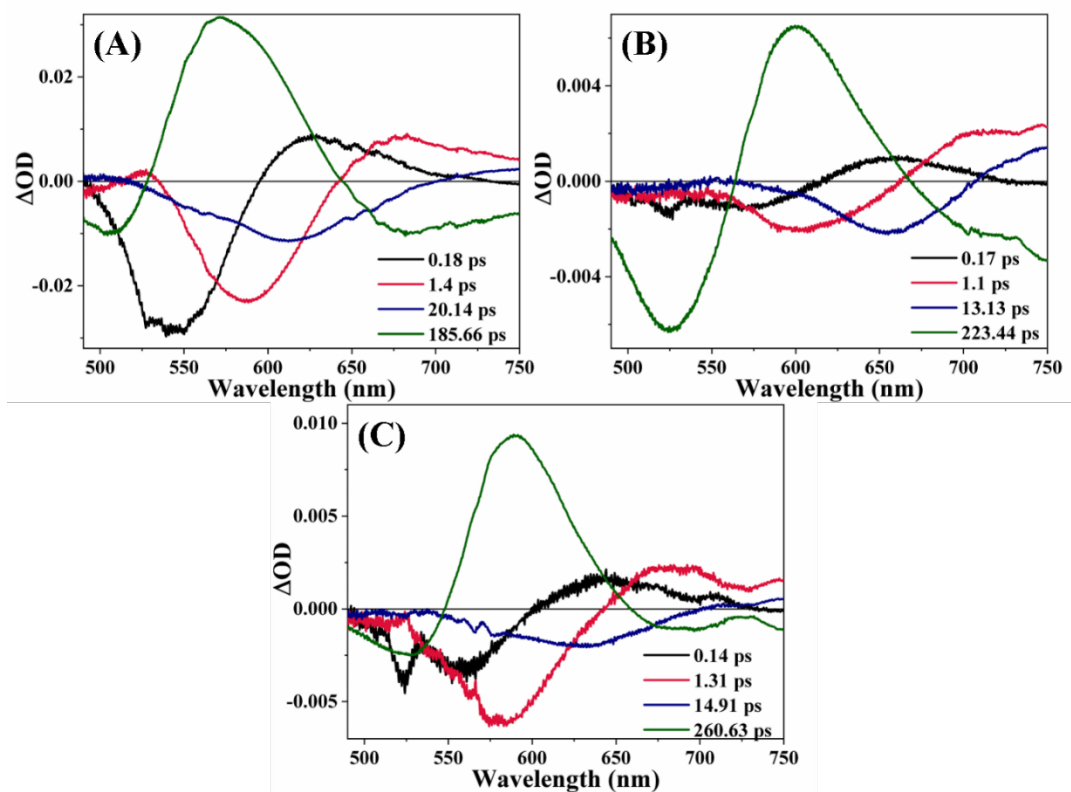 (A)
0.02
0.00
-0.02
ΔOD
0.18 ps
1.4 ps
20.14 ps
185.66 ps
500 550 600 650 700 750
Wavelength (nm)
(B)
0.004
0.000
-0.004
ΔOD
0.17 ps
1.1 ps
13.13 ps
223.44 ps
500 550 600 650 700 750
Wavelength (nm)
(C)
0.010
0.005
0.000
-0.005
ΔOD
0.14 ps
1.31 ps
14.91 ps
260.63 ps
500 550 600 650 700 750
Wavelength (nm)